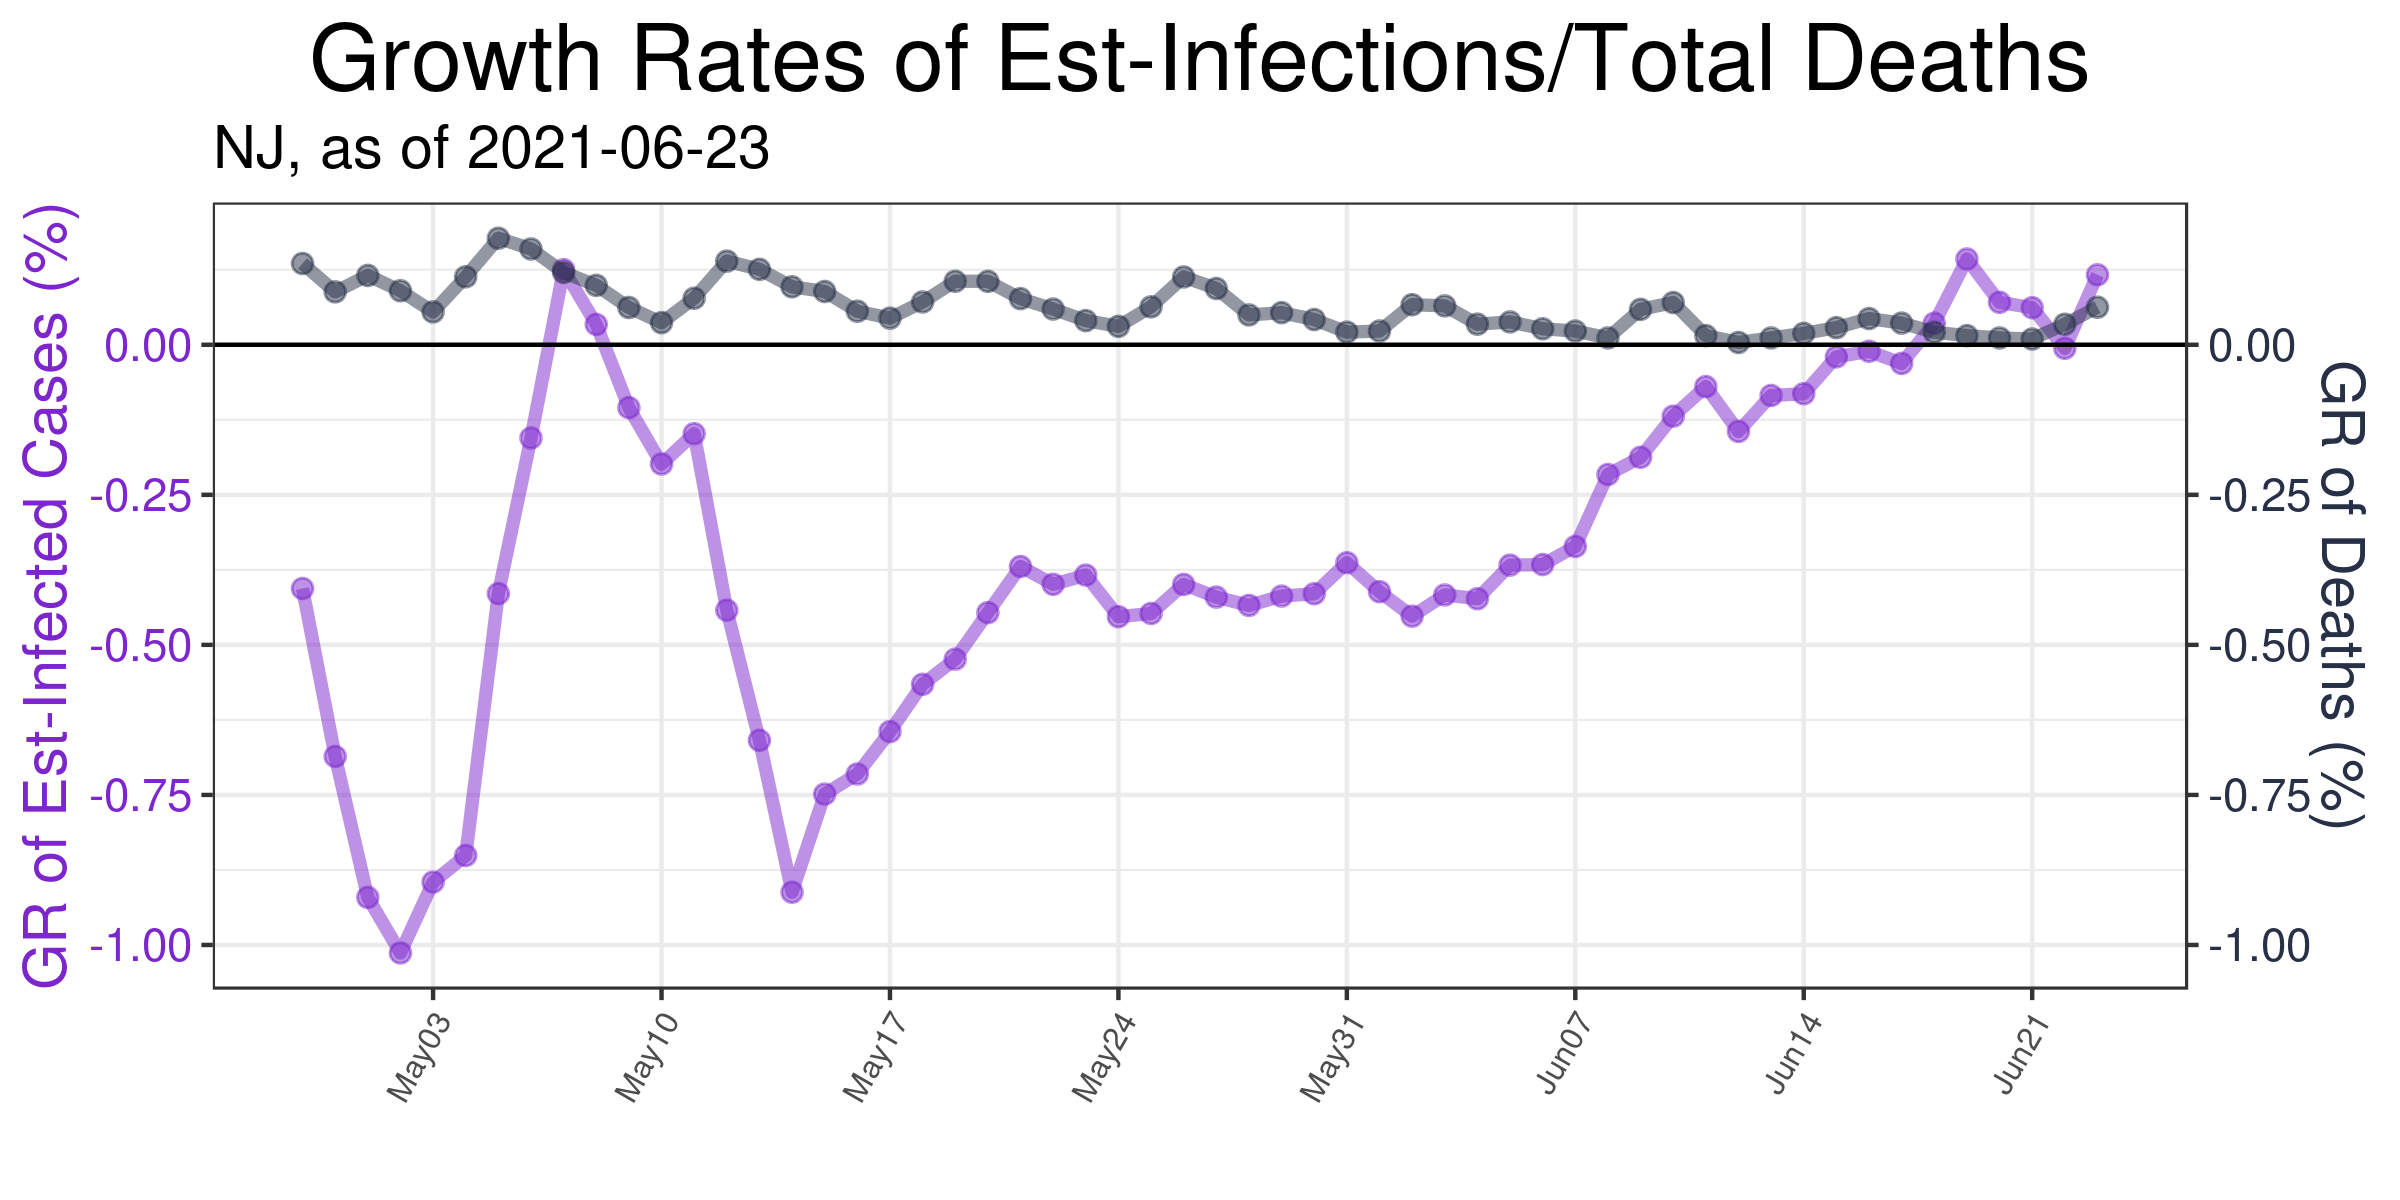 Growth Rates of Est-Infections/Total Deaths
NJ, as of 2021-06-23
GR of Est-Infected Cases (%)
0.00
-0.25
-0.50
-0.75
-1.00
0.00
-0.25
-0.50
-0.75
-1.00
GR of Deaths (%)
May03
May10
May17
May24
May31
Jun07
Jun14
Jun21